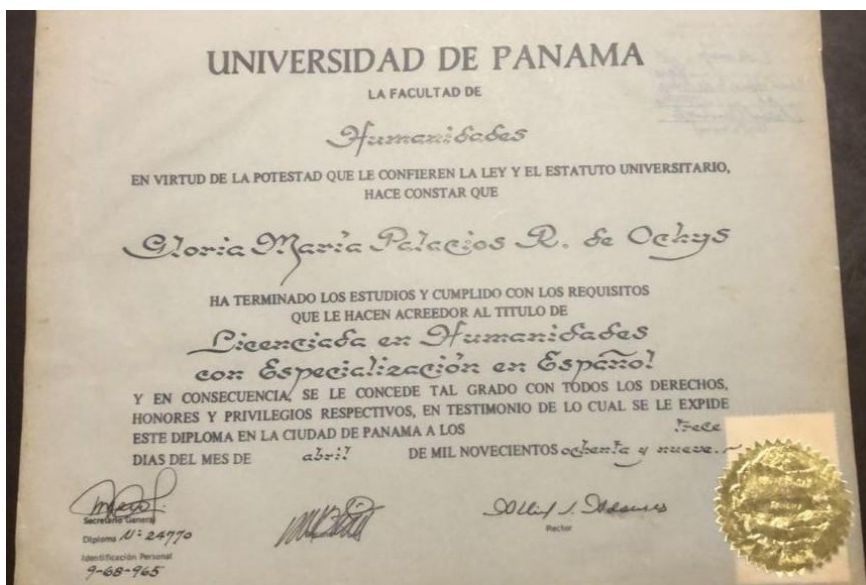 UNIVERSIDAD DE PANAMA
LA FACULTAD DE
Humanidades
EN VIRTUD DE LA POTESTAD QUE LE CONFIEREN LA LEY Y EL ESTATUTO UNIVERSITARIO,
HACE CONSTAR QUE
Gloria María Palacios R. de Ochys
HA TERMINADO LOS ESTUDIOS Y CUMPLIDO CON LOS REQUISITOS
QUE LE HACEN ACREEDOR AL TITULO DE
Licenciada en Humanidades
con Especialización en Español
Y EN CONSECUENCIA, SE LE CONCEDE TAL GRADO CON TODOS LOS DERECHOS,
HONORES Y PRIVILEGIOS RESPECTIVOS, EN TESTIMONIO DE LO CUAL SE LE EXPIDE
ESTE DIPLOMA EN LA CIUDAD DE PANAMA A LOS trece
DIAS DEL MES DE abril DE MIL NOVECIENTOS ochenta y nueve.
Secretario General
Rector
Diploma Nº 24770
Identificación Personal
9-68-965